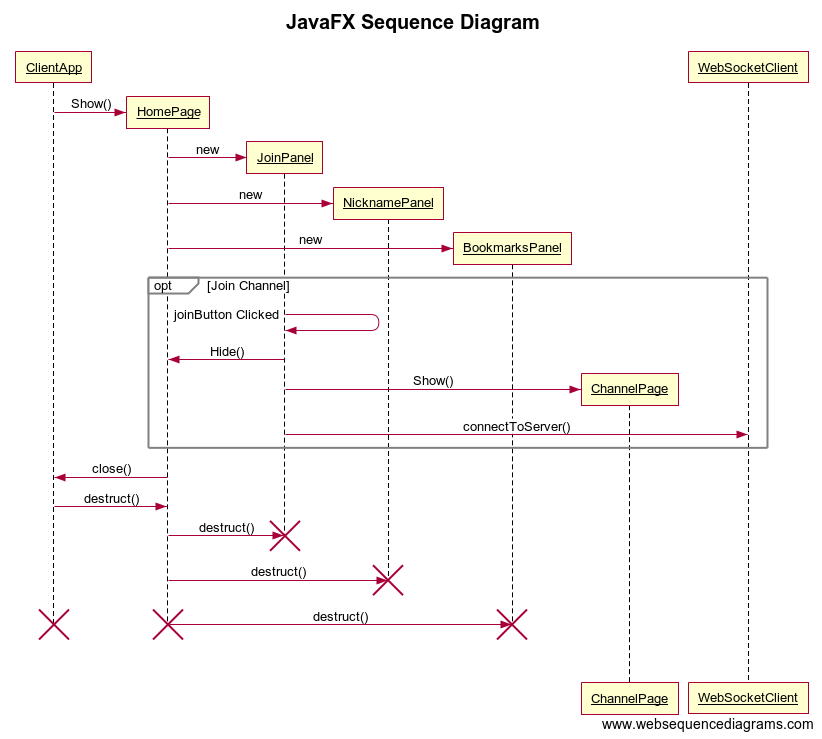 JavaFX Sequence Diagram
ClientApp
WebSocketClient
Show()
HomePage
new
JoinPanel
new
NicknamePanel
new
BookmarksPanel
opt
[Join Channel]
joinButton Clicked
Hide()
Show()
ChannelPage
connectToServer()
close()
destruct()
destruct()
destruct()
destruct()
ChannelPage
WebSocketClient
www.websequencediagrams.com